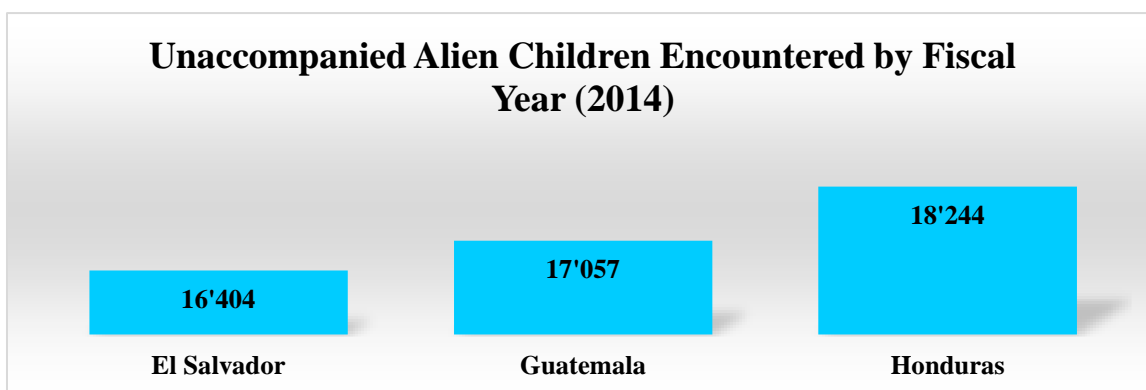 Unaccompanied Alien Children Encountered by Fiscal
Year (2014)
18'244
17'057
16'404
El Salvador Guatemala Honduras